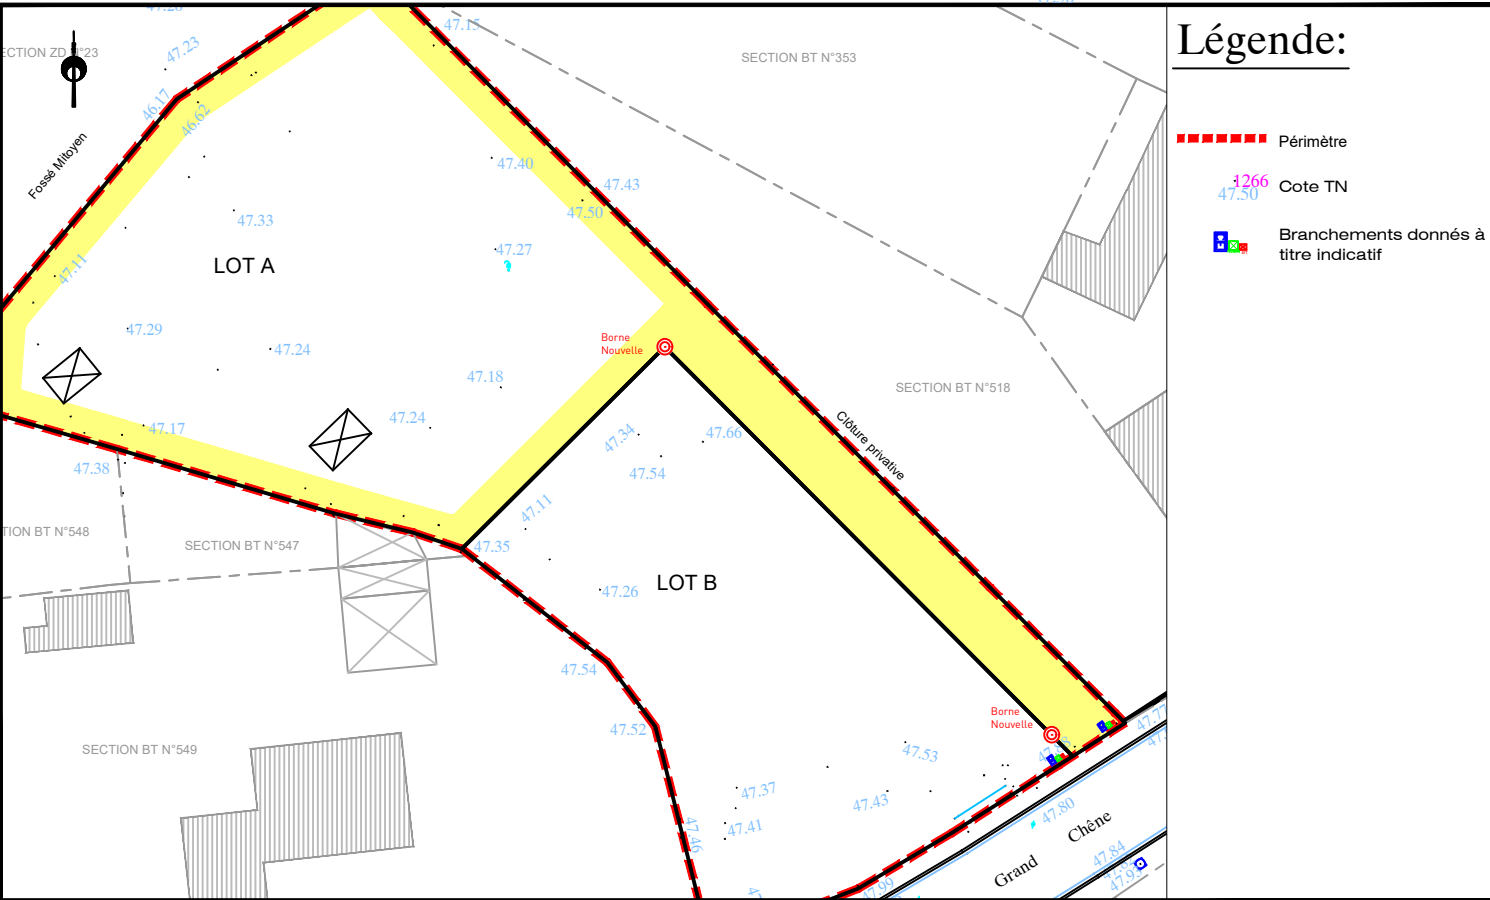 47.15
47.23
SECTION BT N°353
46.17
46.62
Fossé Mitoyen
47.40
47.43
47.50
47.33
47.27
LOT A
47.11
47.29
47.24
Borne
Nouvelle
47.18
SECTION BT N°518
47.24
47.17
47.34
47.66
Clôture privative
47.38
47.54
47.11
TION BT N°548
SECTION BT N°547
47.35
LOT B
47.26
47.54
Borne
Nouvelle
47.52
SECTION BT N°549
47.53
47.37
47.43
47.41
47.46
47.80
Grand Chêne
47.84
47.99
Légende:
Périmètre
1266
47.50
Cote TN
Branchements donnés à
titre indicatif